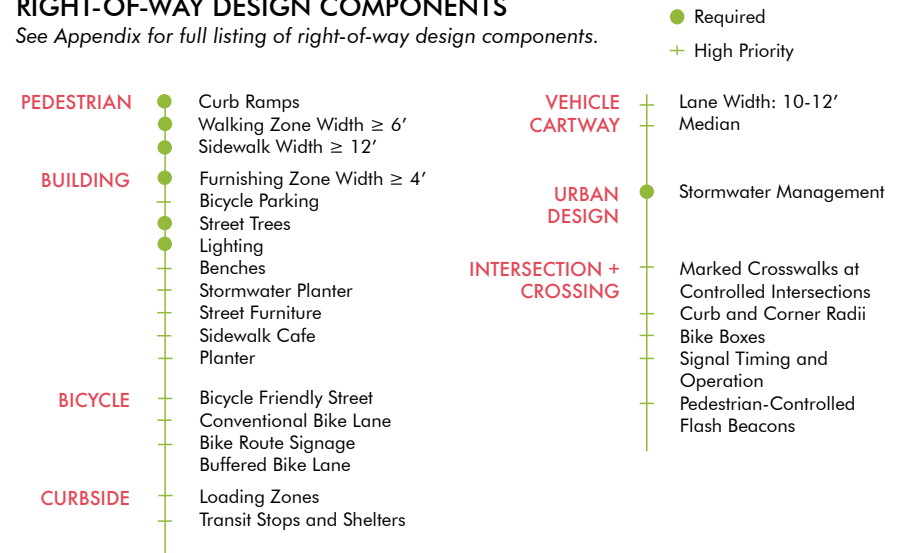 RIGHT-OF-WAY DESIGN COMPONENTS
See Appendix for full listing of right-of-way design components.
Required
High Priority
PEDESTRIAN
Curb Ramps
Walking Zone Width ≥ 6’
Sidewalk Width ≥ 12’
BUILDING
Furnishing Zone Width ≥ 4’
Bicycle Parking
Street Trees
Lighting
Benches
Stormwater Planter
Street Furniture
Sidewalk Cafe
Planter
BICYCLE
Bicycle Friendly Street
Conventional Bike Lane
Bike Route Signage
Buffered Bike Lane
CURBSIDE
Loading Zones
Transit Stops and Shelters
VEHICLE
CARTWAY
Lane Width: 10-12’
Median
URBAN
DESIGN
Stormwater Management
INTERSECTION +
CROSSING
Marked Crosswalks at
Controlled Intersections
Curb and Corner Radii
Bike Boxes
Signal Timing and
Operation
Pedestrian-Controlled
Flash Beacons